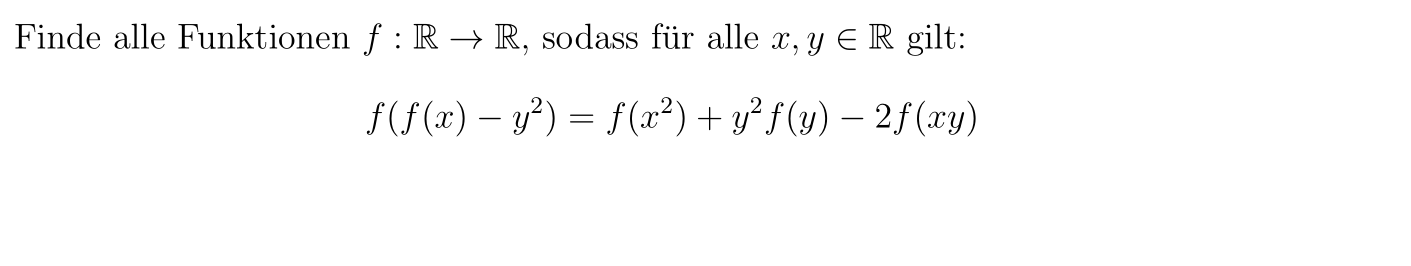 Finde alle Funktionen f : ℝ → ℝ, sodass für alle x, y ∈ ℝ gilt:
f(f(x) − y²) = f(x²) + y²f(y) − 2f(xy)